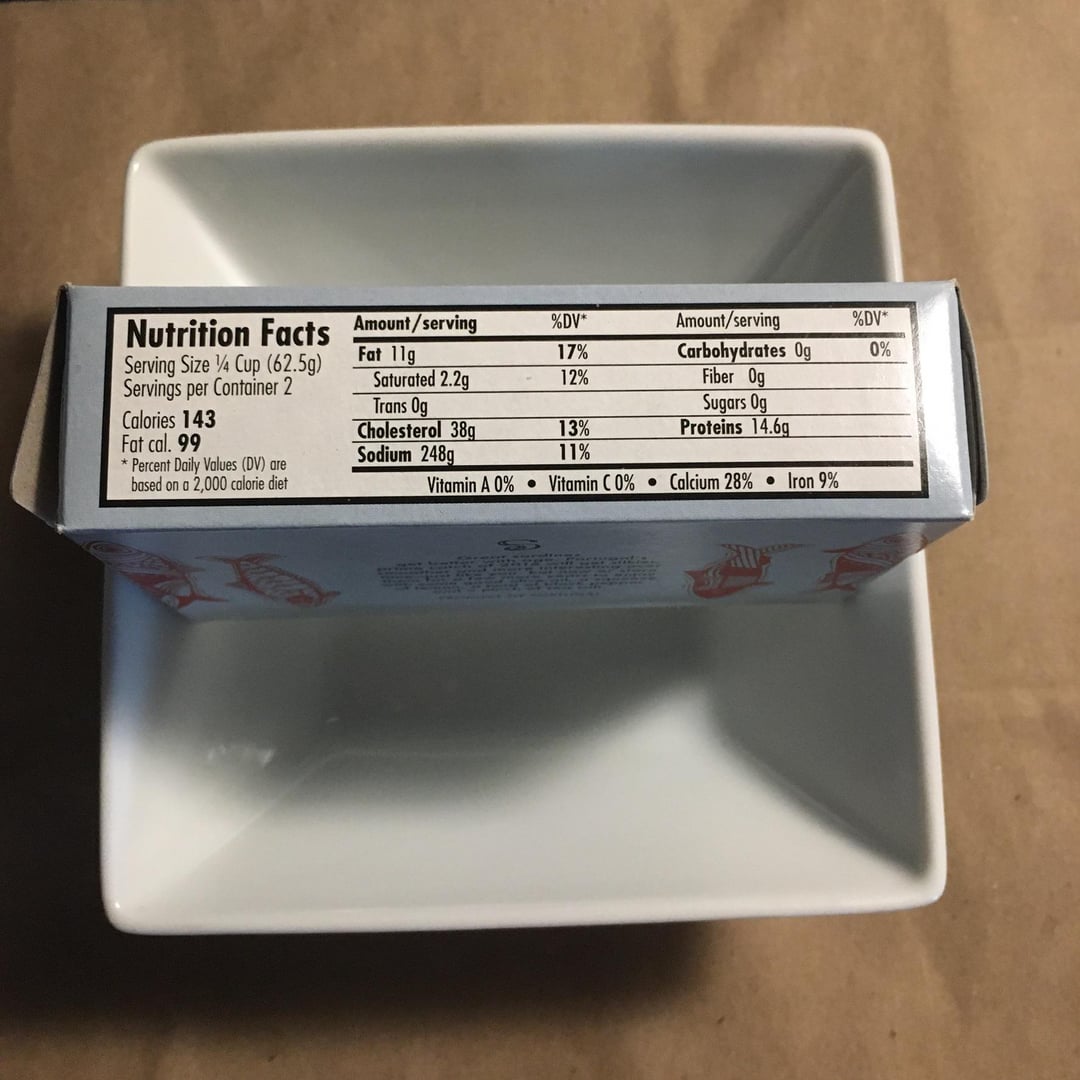 Nutrition Facts
Serving Size ¼ Cup (62.5g)
Servings per Container 2
Calories 143
Fat cal. 99
* Percent Daily Values (DV) are
based on a 2,000 calorie diet
Amount/serving %DV* Amount/serving %DV*
Fat 11g 17% Carbohydrates 0g 0%
Saturated 2.2g 12% Fiber 0g
Trans 0g Sugars 0g
Cholesterol 38g 13% Proteins 14.6g
Sodium 248g 11%
Vitamin A 0% • Vitamin C 0% • Calcium 28% • Iron 9%